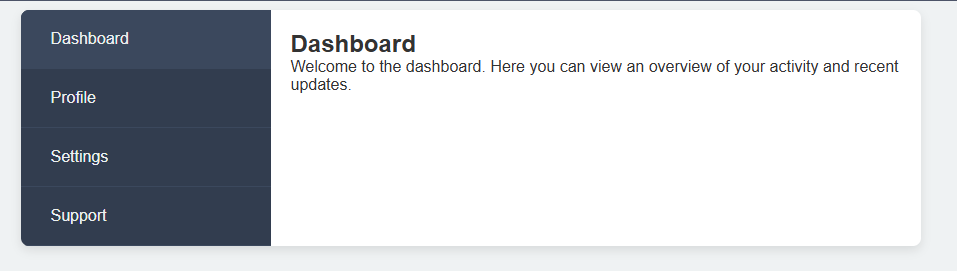 Dashboard
Profile
Settings
Support
Dashboard
Welcome to the dashboard. Here you can view an overview of your activity and recent
updates.